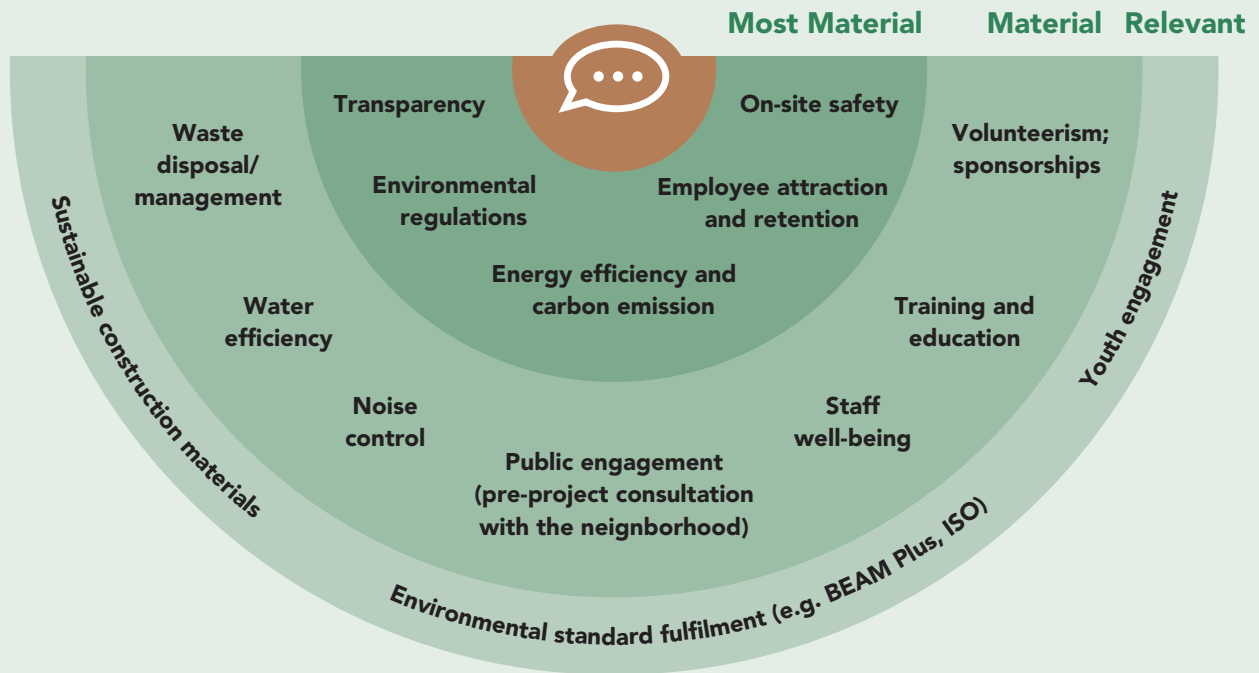 Most Material Material Relevant
Transparency
On-site safety
Waste
disposal/
management
Volunteerism;
sponsorships
Environmental
regulations
Employee attraction
and retention
Energy efficiency and
carbon emission
Water
efficiency
Training and
education
Noise
control
Staff
well-being
Public engagement
(pre-project consultation
with the neignborhood)
Sustainable construction materials
Environmental standard fulfilment (e.g. BEAM Plus, ISO)
Youth engagement